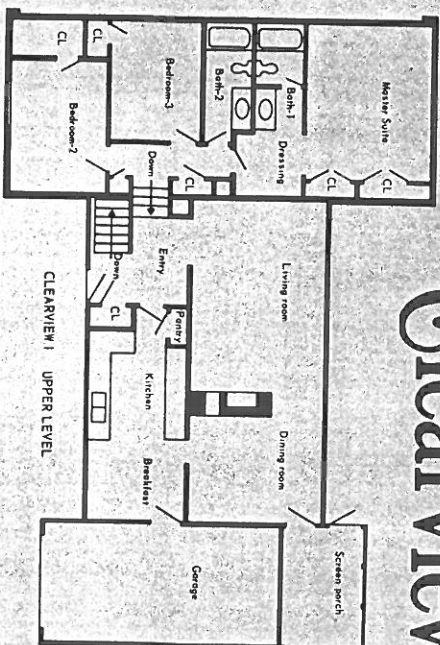 Clearview
Master Suite
CL
CL
Screen porch
Bath-1
Dressing
Living room
Dining room
Bath-2
CL
Bedroom-3
Down
Entry
Pantry
Kitchen
Breakfast
Garage
CL
CL
Bedroom-2
Down
CL
CLEARVIEW I UPPER LEVEL